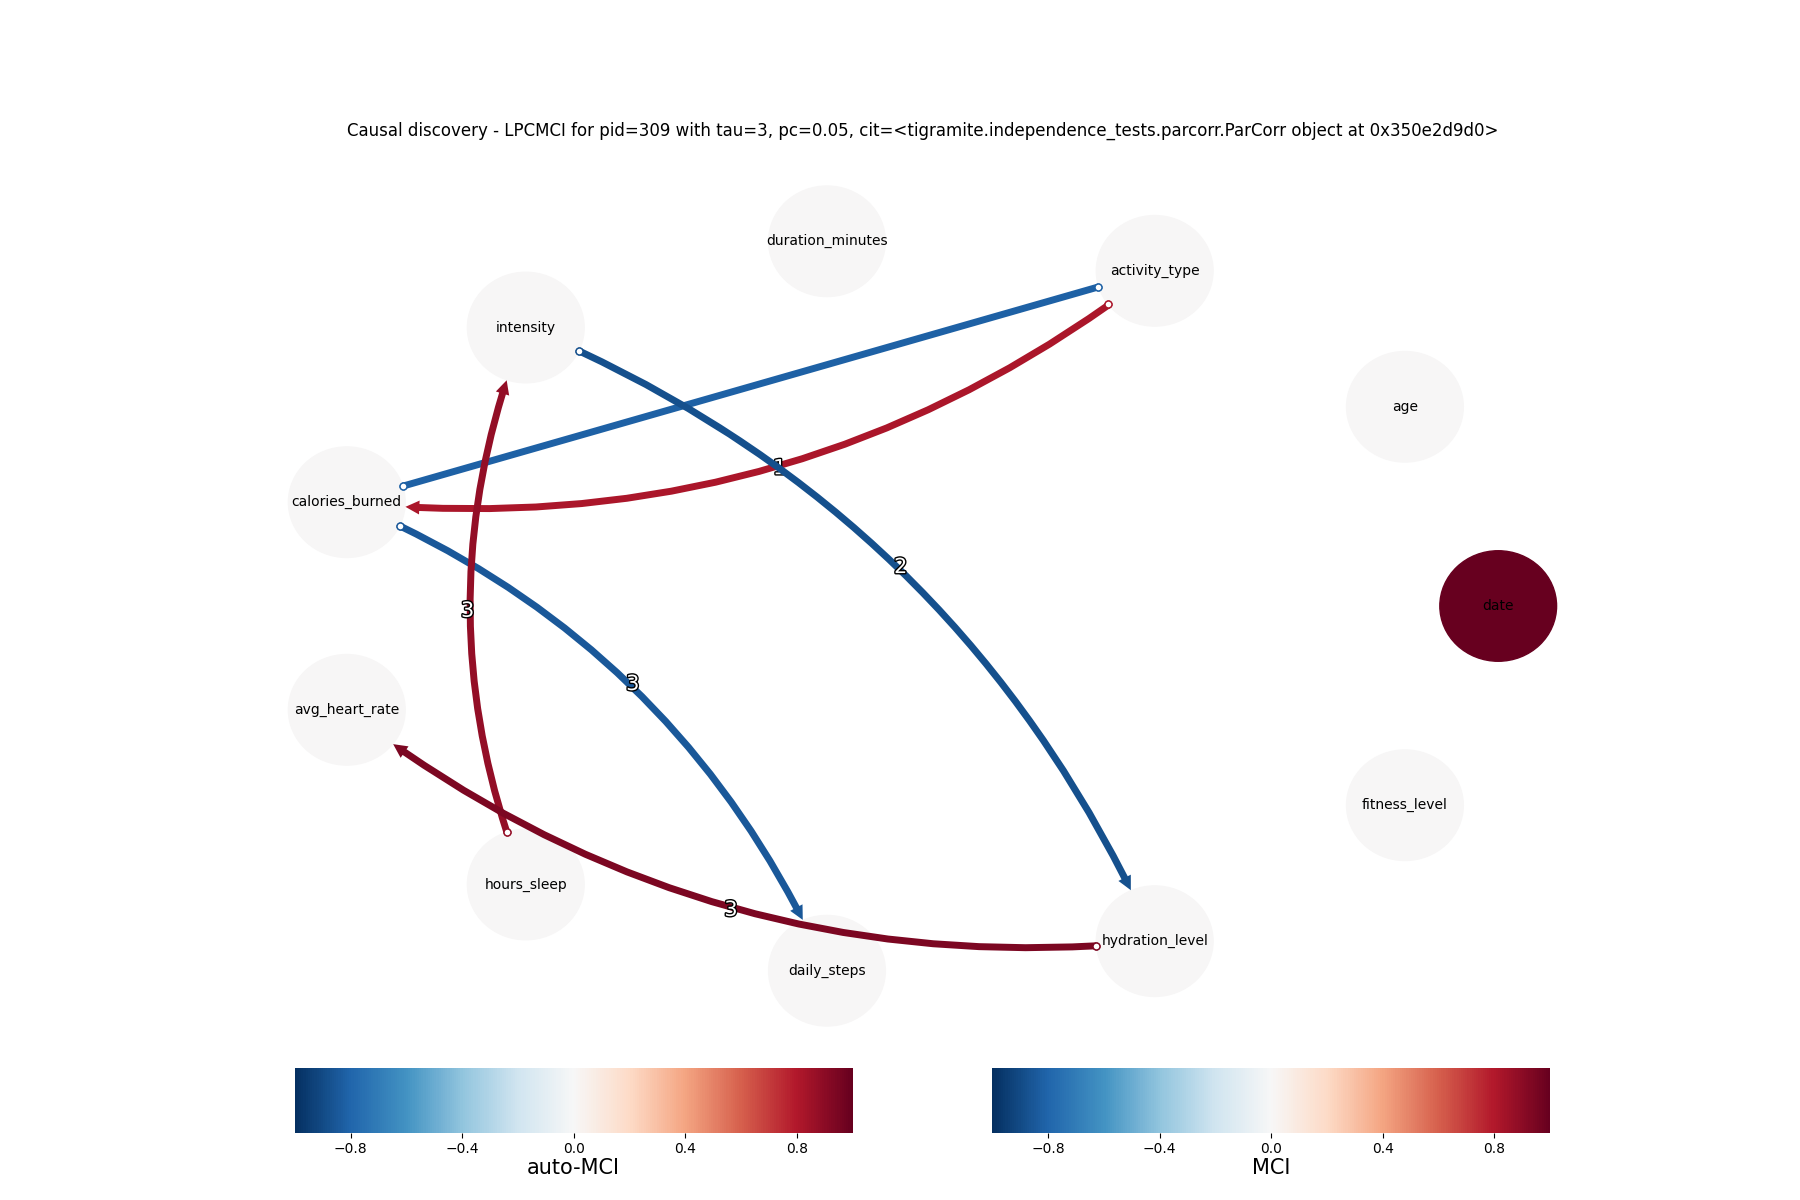 Causal discovery - LPCMCI for pid=309 with tau=3, pc=0.05, cit=<tigramite.independence_tests.parcorr.ParCorr object at 0x350e2d9d0>
duration_minutes
activity_type
intensity
age
1
calories_burned
2
date
3
3
avg_heart_rate
fitness_level
hours_sleep
3
hydration_level
daily_steps
−0.8 −0.4 0.0 0.4 0.8
auto-MCI
−0.8 −0.4 0.0 0.4 0.8
MCI